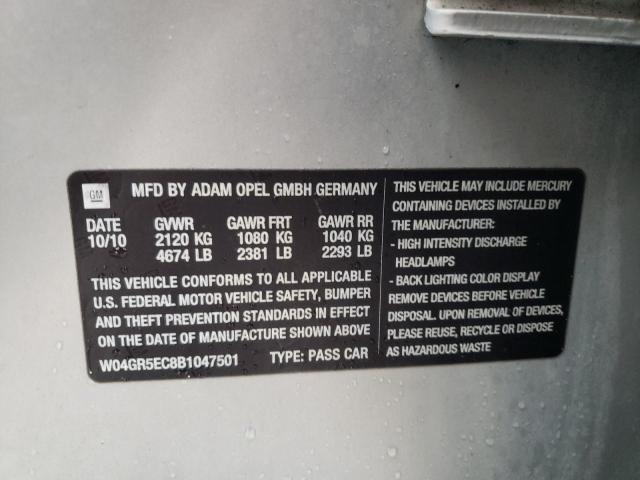 GM MFD BY ADAM OPEL GMBH GERMANY
DATE GVWR GAWR FRT GAWR RR
10/10 2120 KG 1080 KG 1040 KG
4674 LB 2381 LB 2293 LB
THIS VEHICLE CONFORMS TO ALL APPLICABLE
U.S. FEDERAL MOTOR VEHICLE SAFETY, BUMPER
AND THEFT PREVENTION STANDARDS IN EFFECT
ON THE DATE OF MANUFACTURE SHOWN ABOVE
W04GR5EC8B1047501 TYPE: PASS CAR
THIS VEHICLE MAY INCLUDE MERCURY
CONTAINING DEVICES INSTALLED BY
THE MANUFACTURER:
- HIGH INTENSITY DISCHARGE
HEADLAMPS
- BACK LIGHTING COLOR DISPLAY
REMOVE DEVICES BEFORE VEHICLE
DISPOSAL. UPON REMOVAL OF DEVICES,
PLEASE REUSE, RECYCLE OR DISPOSE
AS HAZARDOUS WASTE